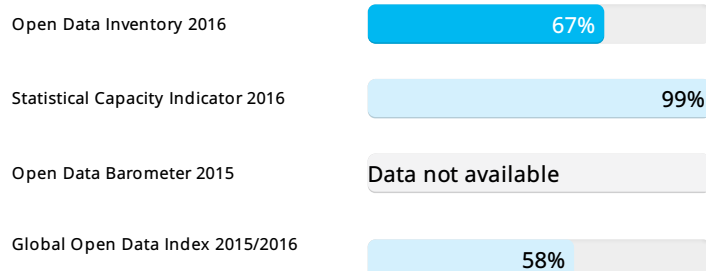 Open Data Inventory 2016
67%
Statistical Capacity Indicator 2016
99%
Open Data Barometer 2015
Data not available
Global Open Data Index 2015/2016
58%